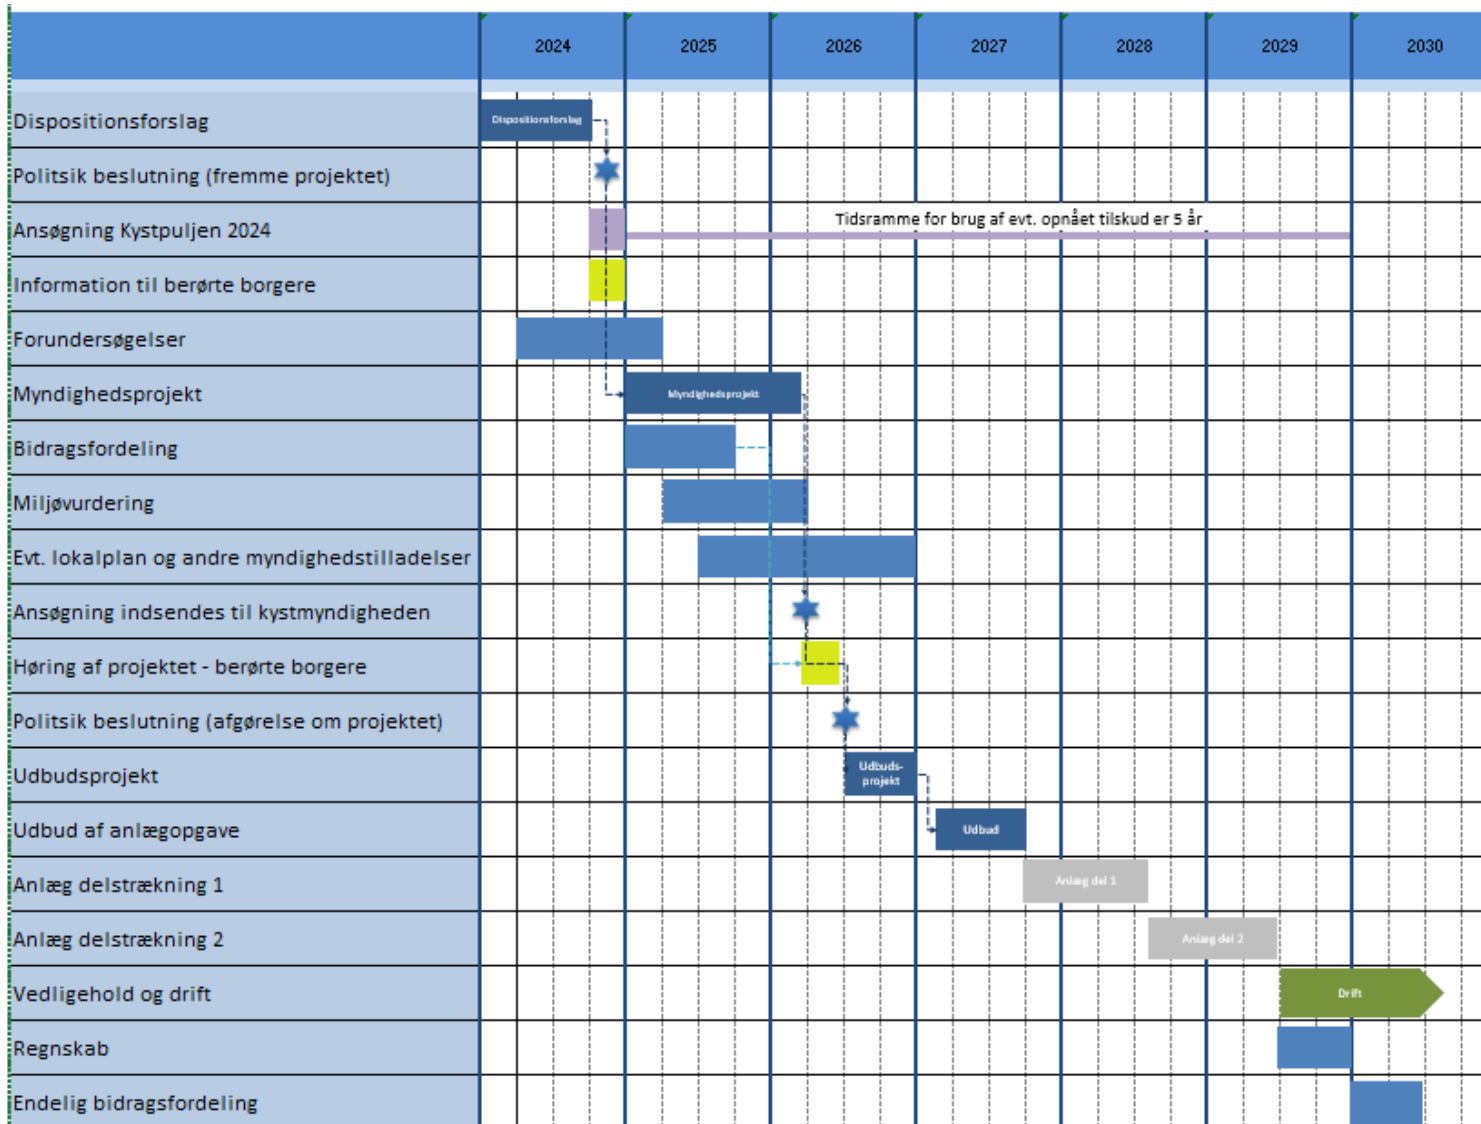 2024 2025 2026 2027 2028 2029 2030
Dispositionsforslag
Dispositionsforslag
Politsik beslutning (fremme projektet)
Ansøgning Kystpuljen 2024
Tidsramme for brug af evt. opnået tilskud er 5 år
Information til berørte borgere
Forundersøgelser
Myndighedsprojekt
Myndighedsprojekt
Bidragsfordeling
Miljøvurdering
Evt. lokalplan og andre myndighedstilladelser
Ansøgning indsendes til kystmyndigheden
Høring af projektet - berørte borgere
Politsik beslutning (afgørelse om projektet)
Udbudsprojekt
Udbuds-
projekt
Udbud af anlægopgave
Udbud
Anlæg delstrækning 1
Anlæg del 1
Anlæg delstrækning 2
Anlæg del 2
Vedligehold og drift
Drift
Regnskab
Endelig bidragsfordeling